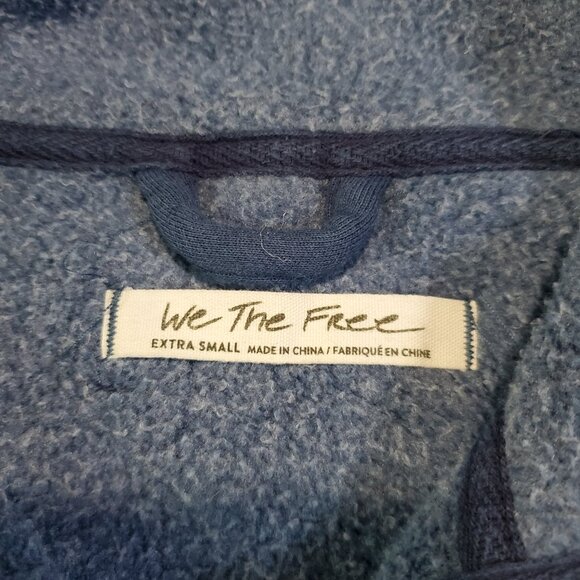 We The Free
EXTRA SMALL MADE IN CHINA / FABRIQUÉ EN CHINE